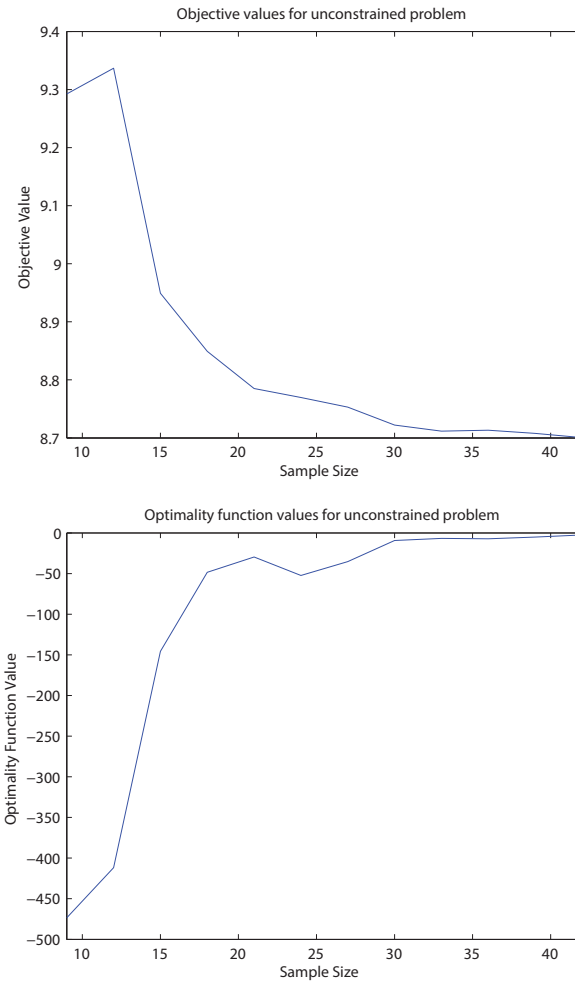 Objective values for unconstrained problem
9.4
9.3
9.2
9.1
9
8.9
8.8
8.7
Objective Value
10 15 20 25 30 35 40
Sample Size
Optimality function values for unconstrained problem
0
−50
−100
−150
−200
−250
−300
−350
−400
−450
−500
Optimality Function Value
10 15 20 25 30 35 40
Sample Size